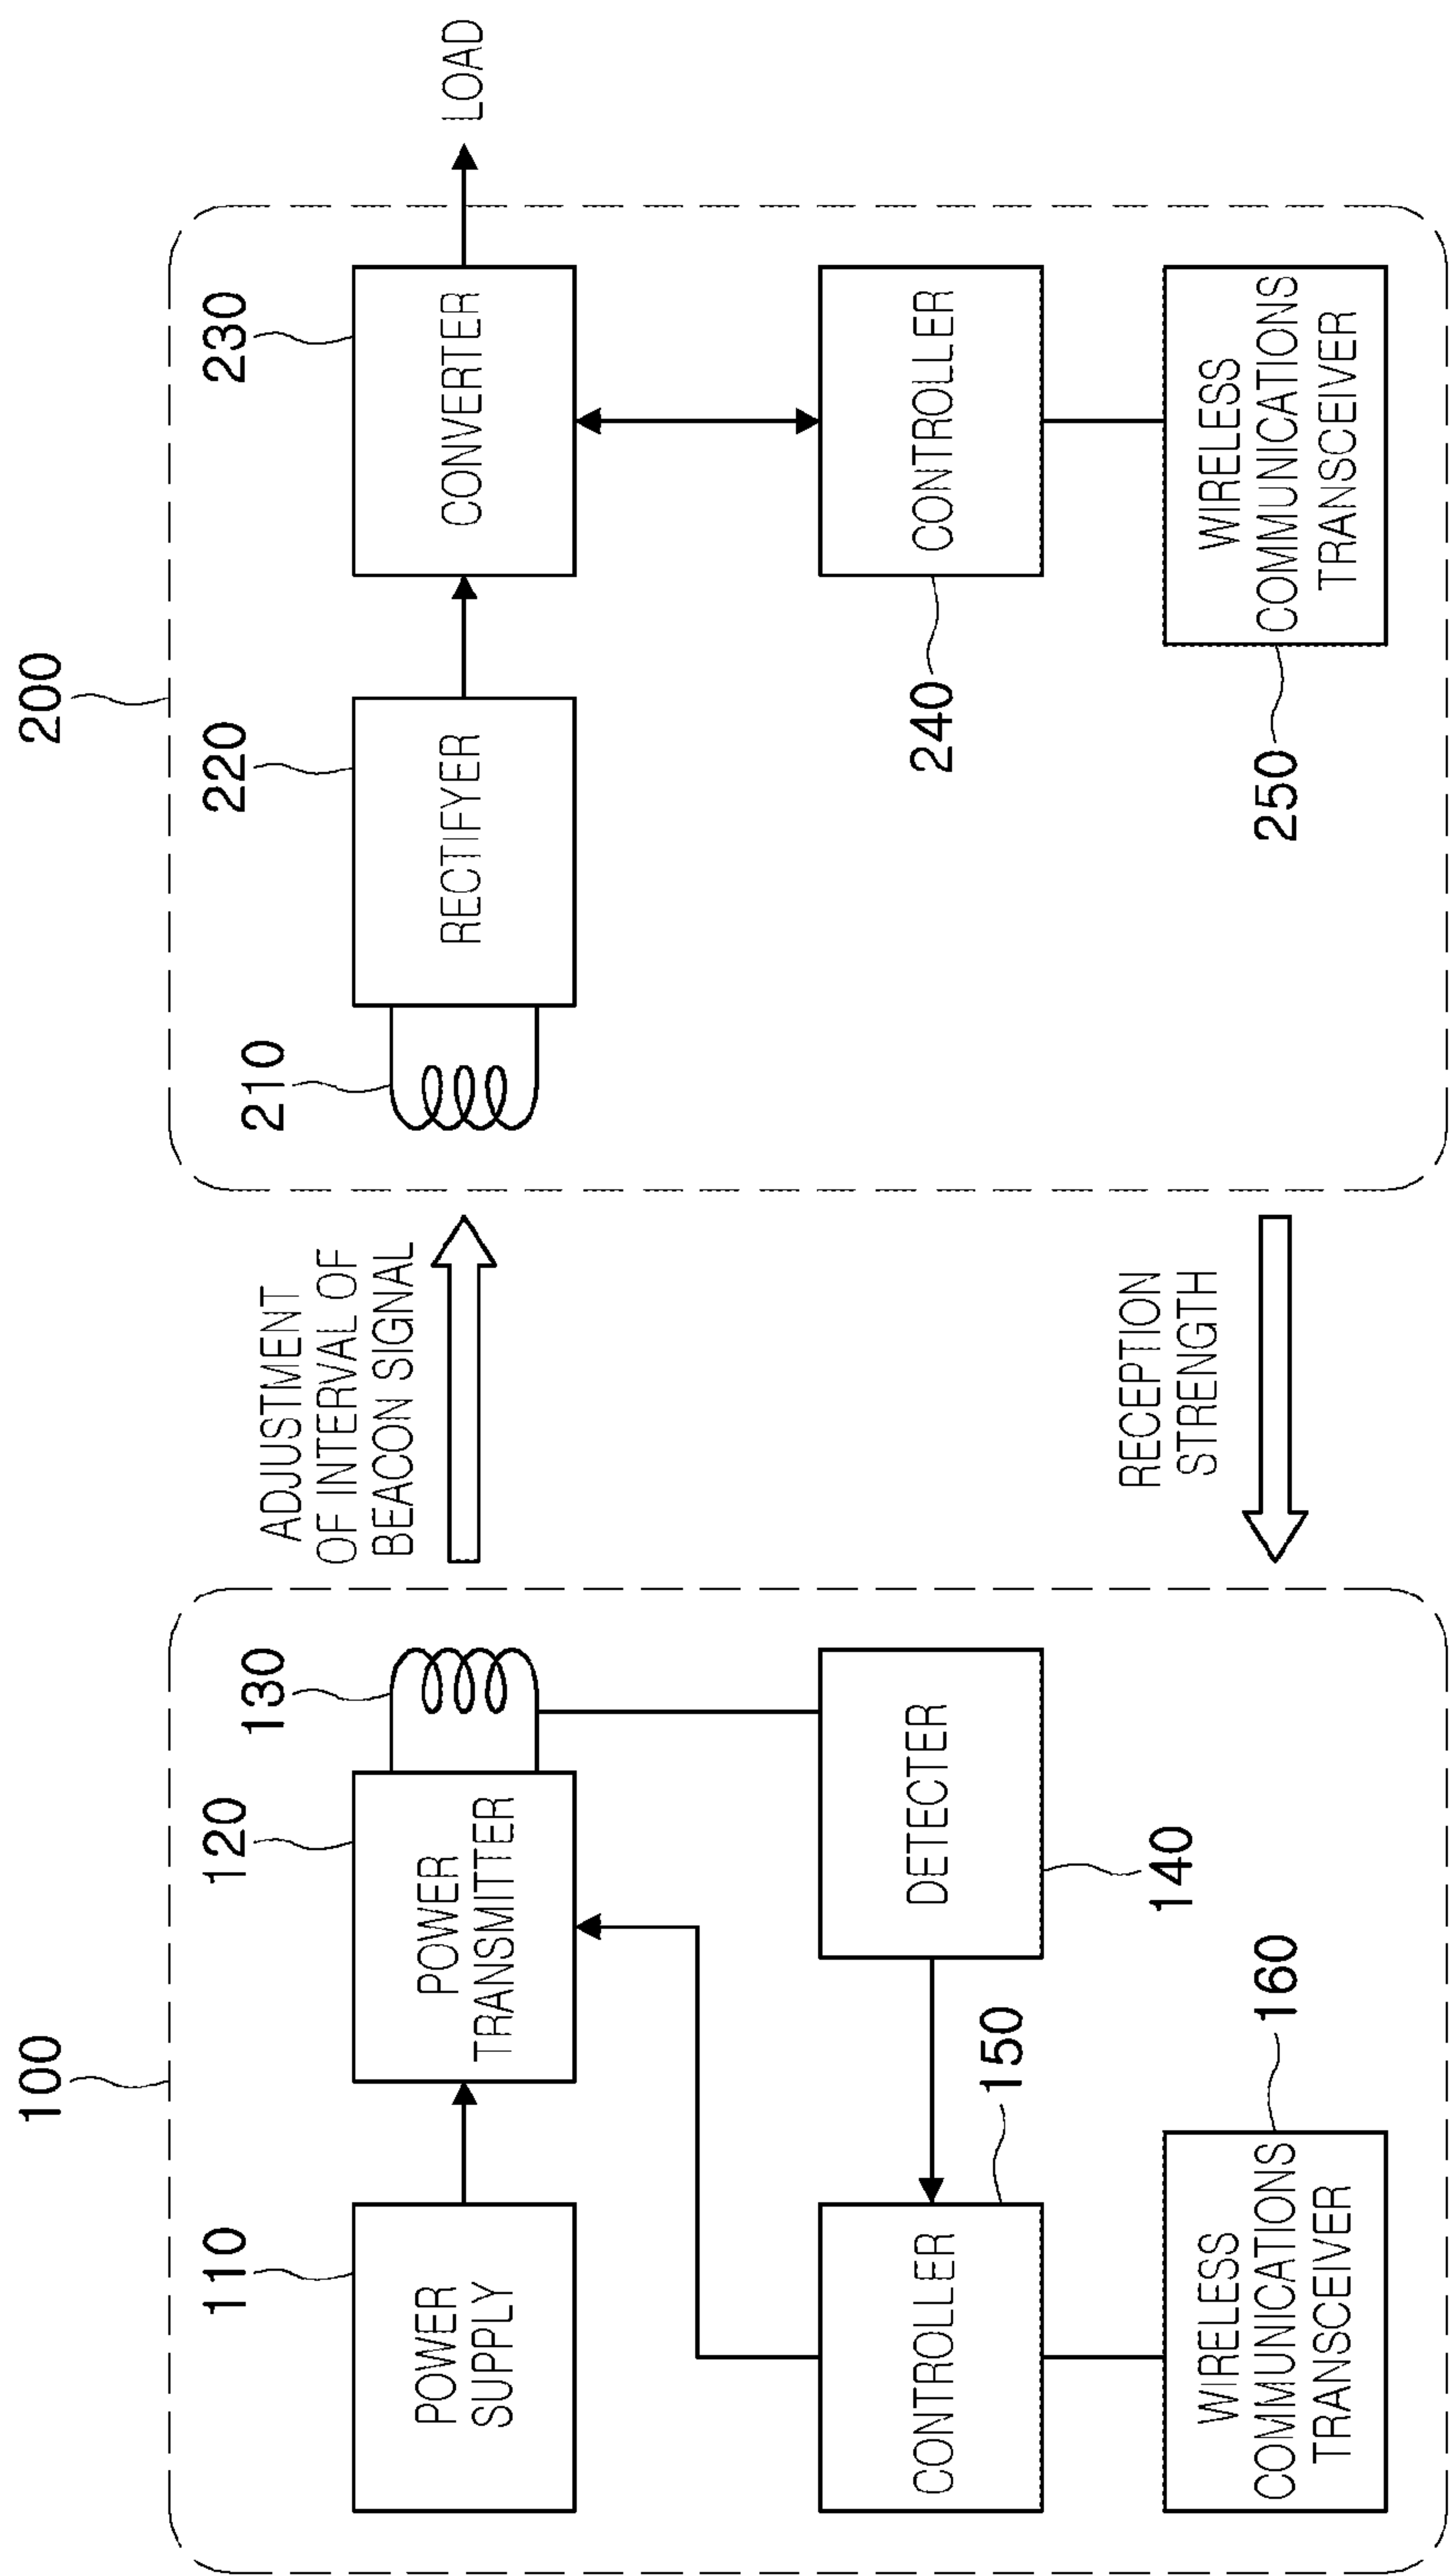 100
200
110
POWER
SUPPLY
120
POWER
TRANSMITTER
130
ADJUSTMENT
OF INTERVAL OF
BEACON SIGNAL
210
220
RECTIFYER
230
CONVERTER
LOAD
CONTROLLER
150
DETECTER
140
RECEPTION
STRENGTH
240
CONTROLLER
WIRELESS
COMMUNICATIONS
TRANSCEIVER
160
250
WIRELESS
COMMUNICATIONS
TRANSCEIVER